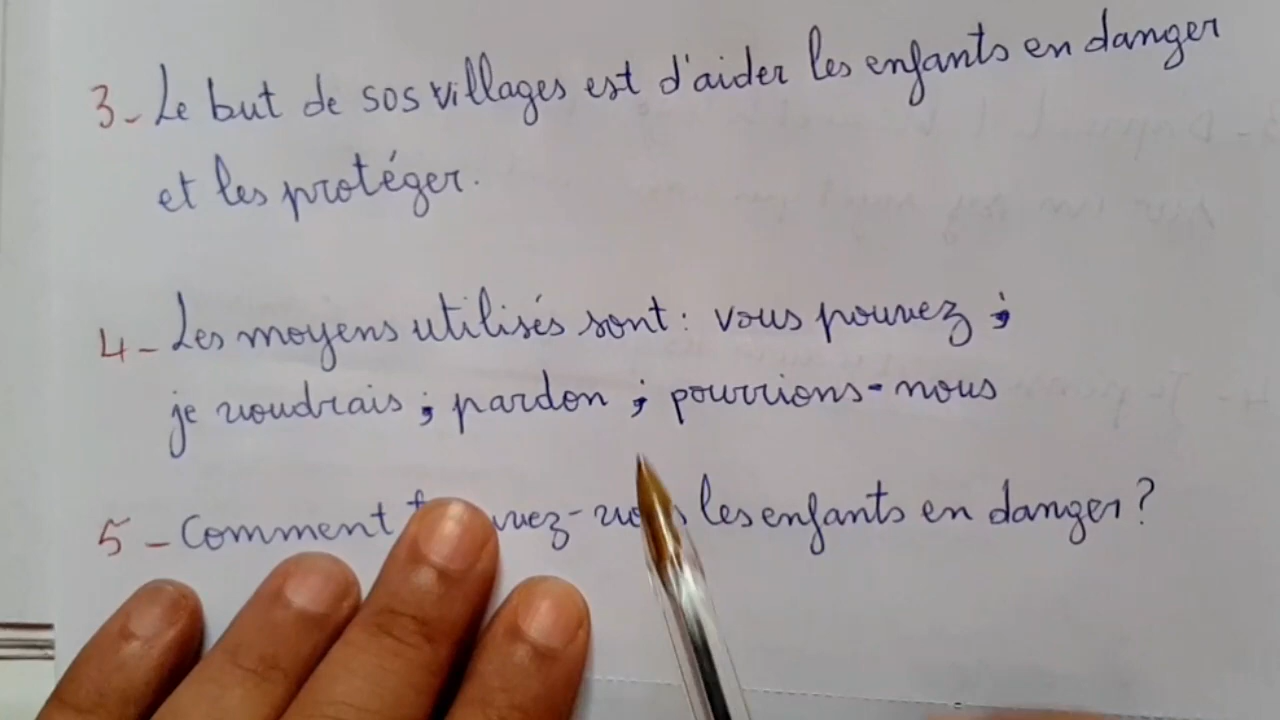 3- Le but de SOS villages est d'aider les enfants en danger
et les protéger.
4- Les moyens utilisés sont : vous pouvez ;
je voudrais ; pardon ; pourrions-nous
5- Comment les enfants en danger ?